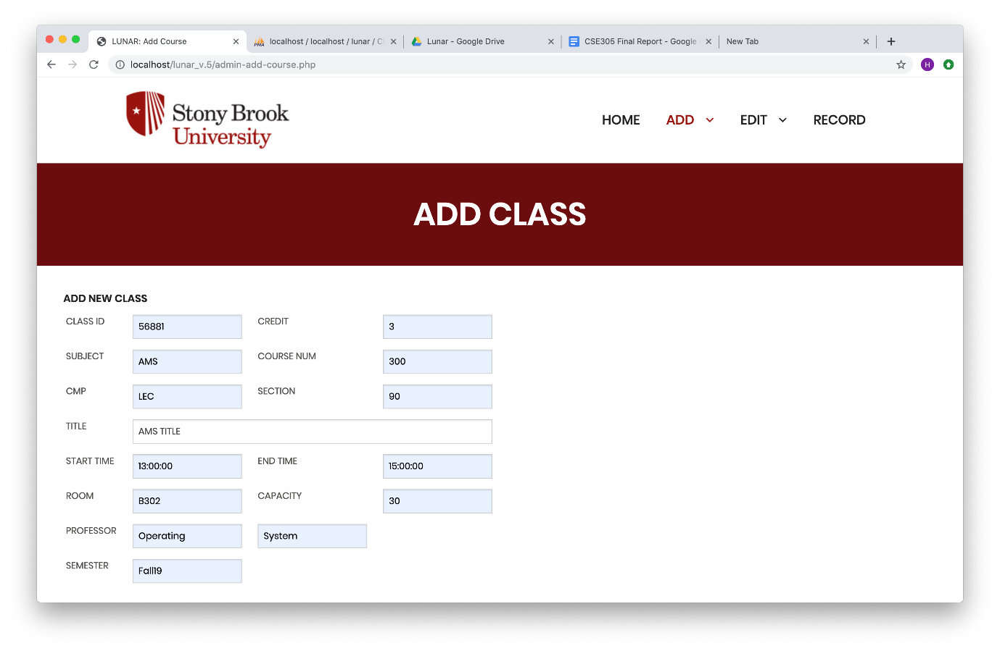 LUNAR: Add Course
localhost / localhost / lunar / C
Lunar - Google Drive
CSE305 Final Report - Google
New Tab
localhost/lunar_v.5/admin-add-course.php
H
Stony Brook
University
HOME ADD EDIT RECORD
ADD CLASS
ADD NEW CLASS
CLASS ID 56881 CREDIT 3
SUBJECT AMS COURSE NUM 300
CMP LEC SECTION 90
TITLE AMS TITLE
START TIME 13:00:00 END TIME 15:00:00
ROOM B302 CAPACITY 30
PROFESSOR Operating System
SEMESTER Fall19